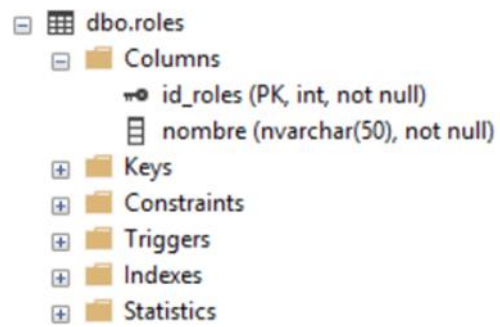 dbo.roles
Columns
id_roles (PK, int, not null)
nombre (nvarchar(50), not null)
Keys
Constraints
Triggers
Indexes
Statistics